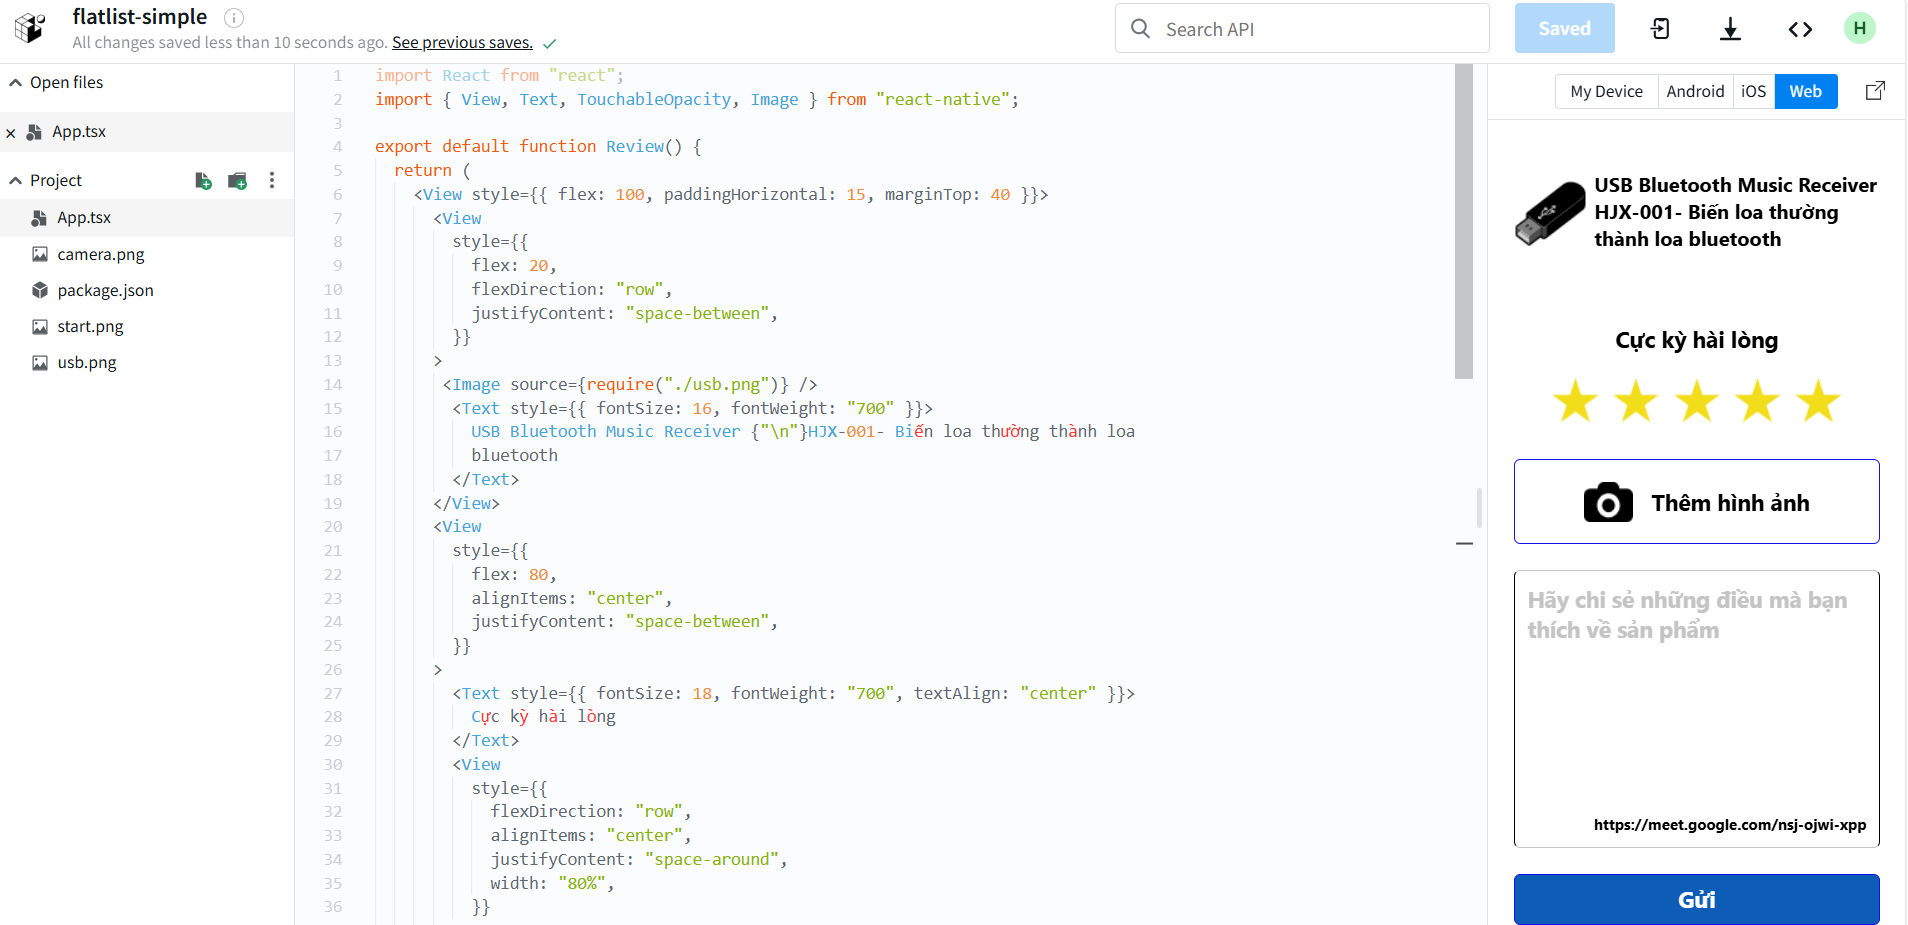 flatlist-simple
All changes saved less than 10 seconds ago. See previous saves.
Search API
Saved
H
Open files
App.tsx
Project
App.tsx
camera.png
package.json
start.png
usb.png
1 import React from "react";
2 import { View, Text, TouchableOpacity, Image } from "react-native";
3
4 export default function Review() {
5 return (
6 <View style={{ flex: 100, paddingHorizontal: 15, marginTop: 40 }}>
7 <View
8 style={{
9 flex: 20,
10 flexDirection: "row",
11 justifyContent: "space-between",
12 }}
13 >
14 <Image source={require("./usb.png")} />
15 <Text style={{ fontSize: 16, fontWeight: "700" }}>
16 USB Bluetooth Music Receiver {"\n"}HJX-001- Biến loa thường thành loa
17 bluetooth
18 </Text>
19 </View>
20 <View
21 style={{
22 flex: 80,
23 alignItems: "center",
24 justifyContent: "space-between",
25 }}
26 >
27 <Text style={{ fontSize: 18, fontWeight: "700", textAlign: "center" }}>
28 Cực kỳ hài lòng
29 </Text>
30 <View
31 style={{
32 flexDirection: "row",
33 alignItems: "center",
34 justifyContent: "space-around",
35 width: "80%",
36 }}
My Device
Android
iOS
Web
USB Bluetooth Music Receiver
HJX-001- Biến loa thường
thành loa bluetooth
Cực kỳ hài lòng
Thêm hình ảnh
Hãy chi sẻ những điều mà bạn
thích về sản phẩm
https://meet.google.com/nsj-ojwi-xpp
Gửi